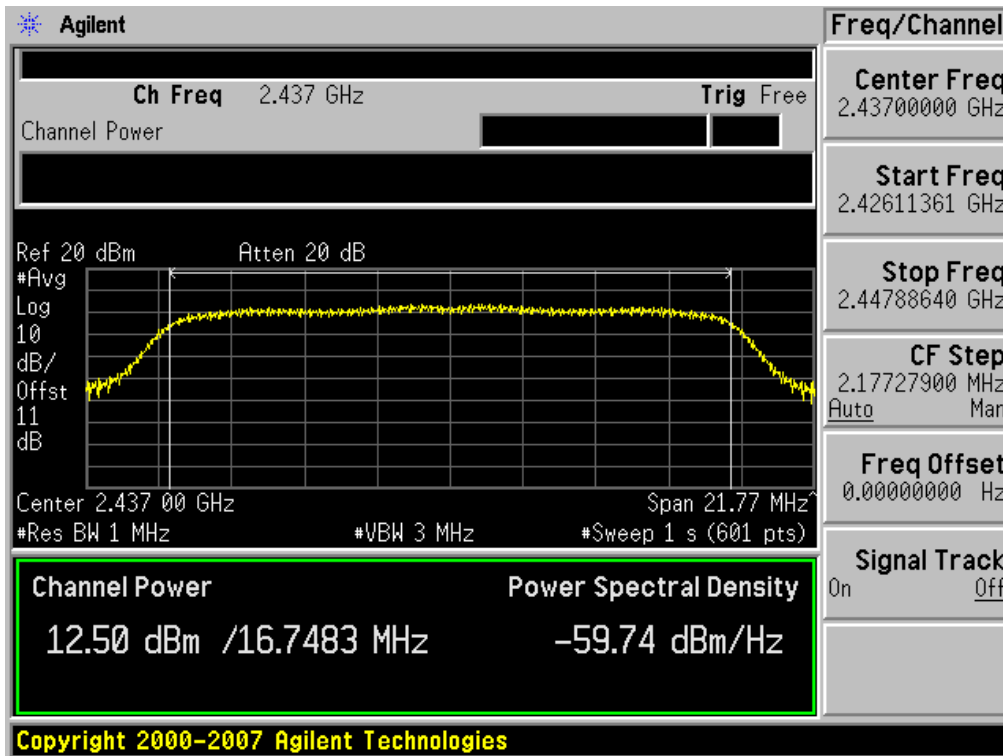 Agilent
Freq/Channel
Ch Freq 2.437 GHz
Trig Free
Channel Power
Center Freq
2.43700000 GHz
Start Freq
2.42611361 GHz
Stop Freq
2.44788640 GHz
CF Step
2.17727900 MHz
Auto Man
Freq Offset
0.00000000 Hz
Signal Track
On Off
Ref 20 dBm
Atten 20 dB
#Avg
Log
10
dB/
Offst
11
dB
Center 2.437 00 GHz
Span 21.77 MHz^
#Res BW 1 MHz
#VBW 3 MHz
#Sweep 1 s (601 pts)
Channel Power
Power Spectral Density
12.50 dBm /16.7483 MHz
-59.74 dBm/Hz
Copyright 2000-2007 Agilent Technologies